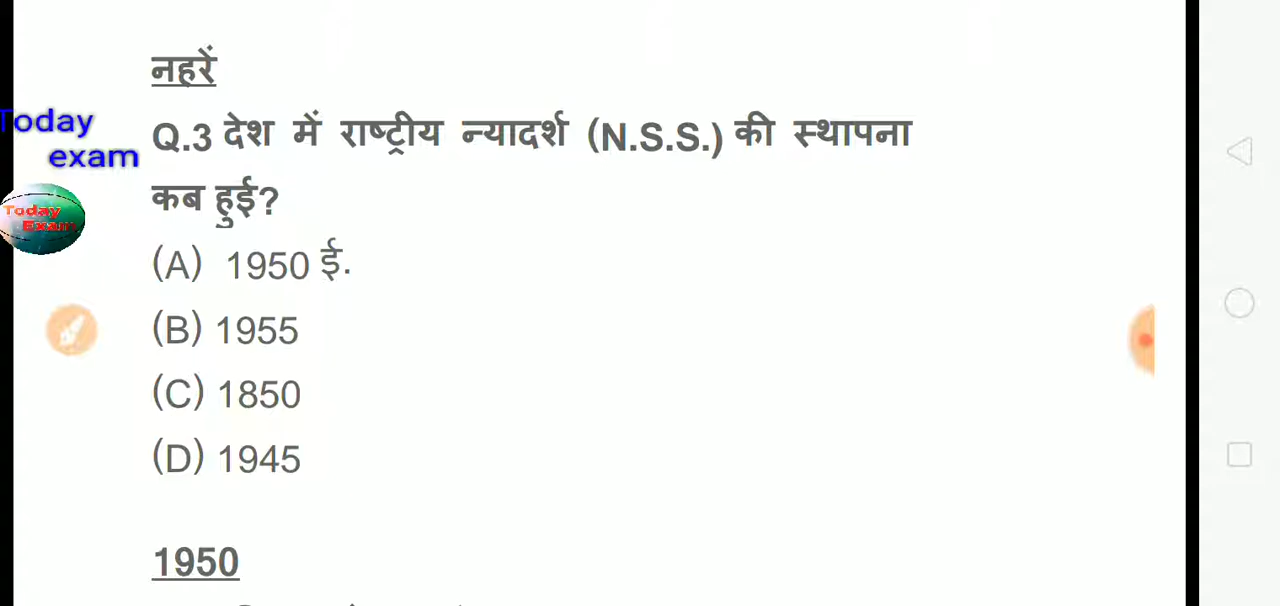 नहरें
Today
exam
Q.3 देश में राष्ट्रीय न्यादर्श (N.S.S.) की स्थापना
कब हुई?
Today
Exam
(A) 1950 ई.
(B) 1955
(C) 1850
(D) 1945
1950